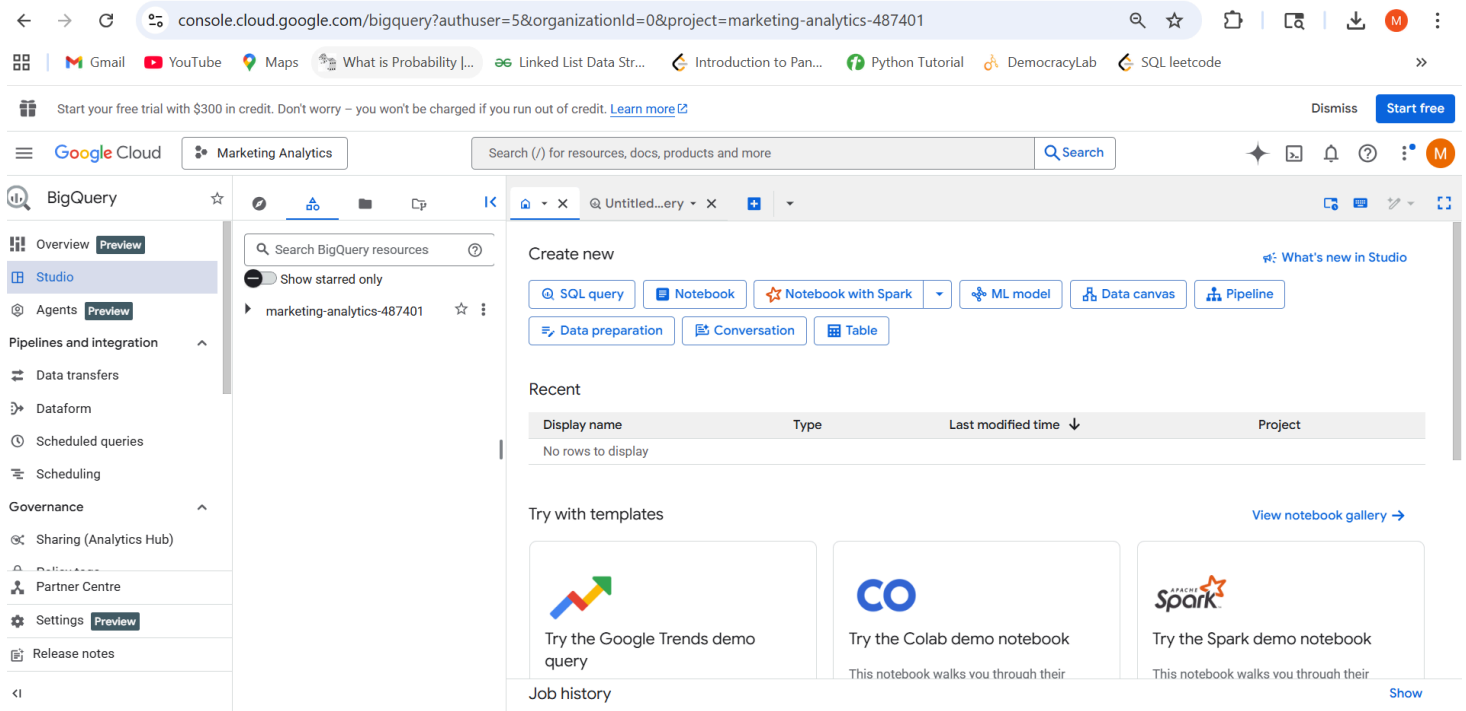 console.cloud.google.com/bigquery?authuser=5&organizationId=0&project=marketing-analytics-487401
M
Gmail YouTube Maps What is Probability |... Linked List Data Str... Introduction to Pan... Python Tutorial DemocracyLab SQL leetcode »
Start your free trial with $300 in credit. Don't worry – you won't be charged if you run out of credit. Learn more
Dismiss
Start free
Google Cloud
Marketing Analytics
Search (/) for resources, docs, products and more
Search
M
BigQuery
Overview Preview
Studio
Agents Preview
Pipelines and integration
Data transfers
Dataform
Scheduled queries
Scheduling
Governance
Sharing (Analytics Hub)
Policy tags
Partner Centre
Settings Preview
Release notes
Search BigQuery resources
Show starred only
marketing-analytics-487401
Untitled...ery
Create new
What's new in Studio
SQL query Notebook Notebook with Spark ML model Data canvas Pipeline
Data preparation Conversation Table
Recent
Display name Type Last modified time Project
No rows to display
Try with templates
View notebook gallery
Try the Google Trends demo
query
CO
Try the Colab demo notebook
This notebook walks you through their
APACHE
Spark
Try the Spark demo notebook
This notebook walks you through their
Job history
Show